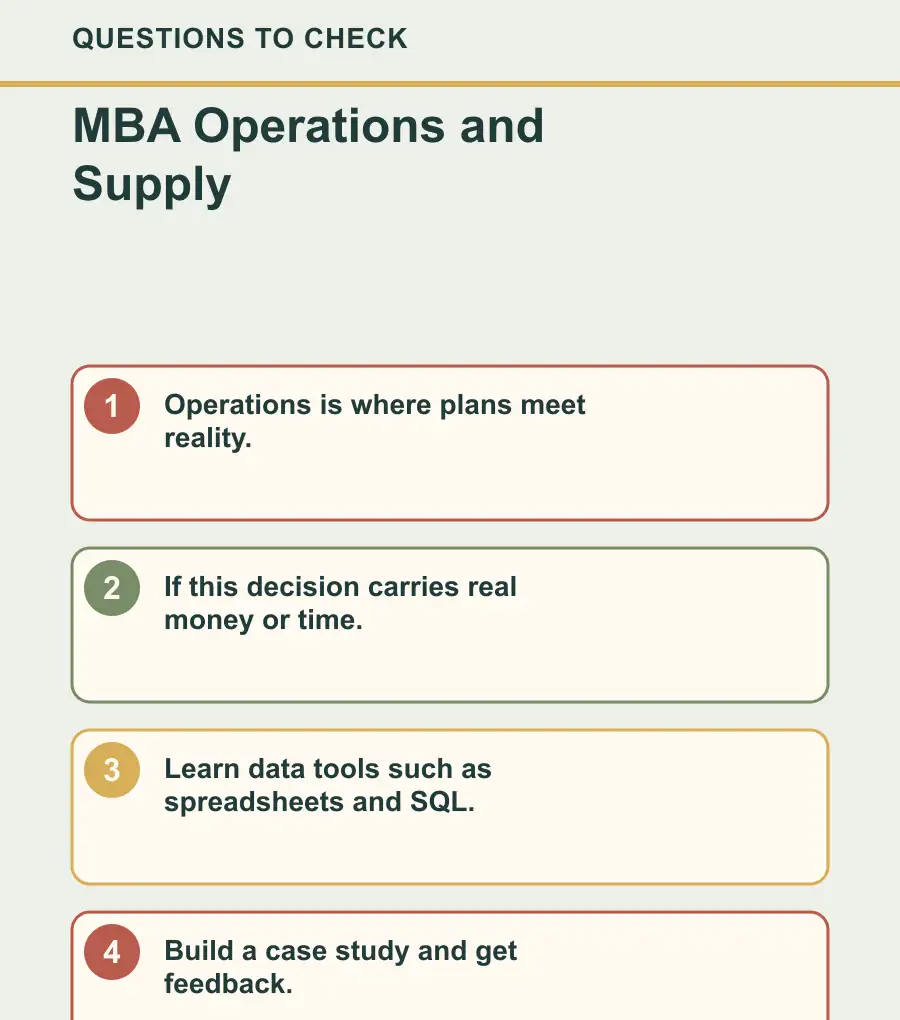 QUESTIONS TO CHECK
MBA Operations and
Supply
1
Operations is where plans meet
reality.
2
If this decision carries real
money or time.
3
Learn data tools such as
spreadsheets and SQL.
4
Build a case study and get
feedback.